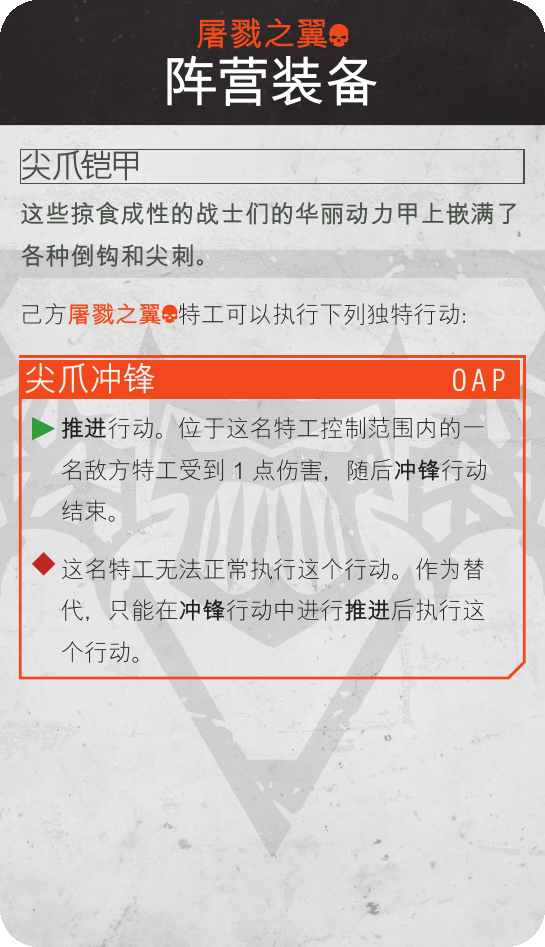 屠戮之翼
阵营装备
尖爪铠甲
这些掠食成性的战士们的华丽动力甲上嵌满了
各种倒钩和尖刺。
己方屠戮之翼特工可以执行下列独特行动:
尖爪冲锋 0AP
推进行动。位于这名特工控制范围内的一
名敌方特工受到 1 点伤害，随后冲锋行动
结束。
这名特工无法正常执行这个行动。作为替
代，只能在冲锋行动中进行推进后执行这
个行动。